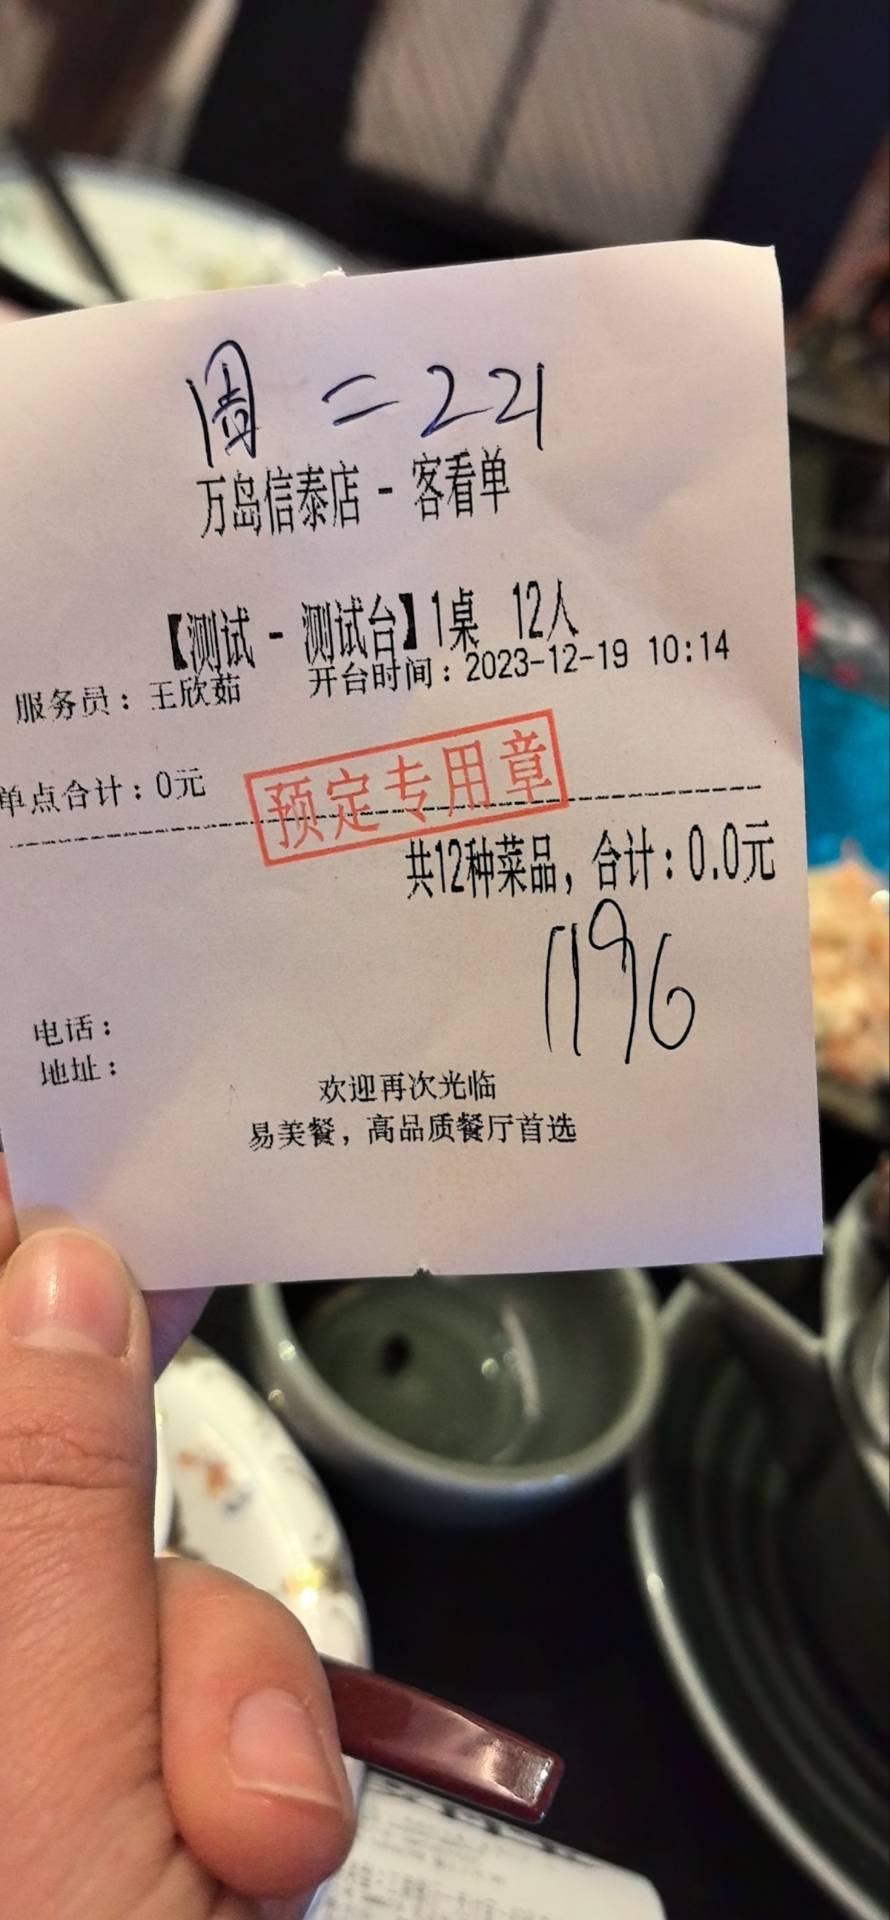 周二 221
万岛信泰店 - 客看单
【测试 - 测试台】1桌 12人
服务员：王欣茹 开台时间：2023-12-19 10:14
单点合计：0元
预定专用章
共12种菜品，合计：0.0元
1196
电话：
地址：
欢迎再次光临
易美餐，高品质餐厅首选